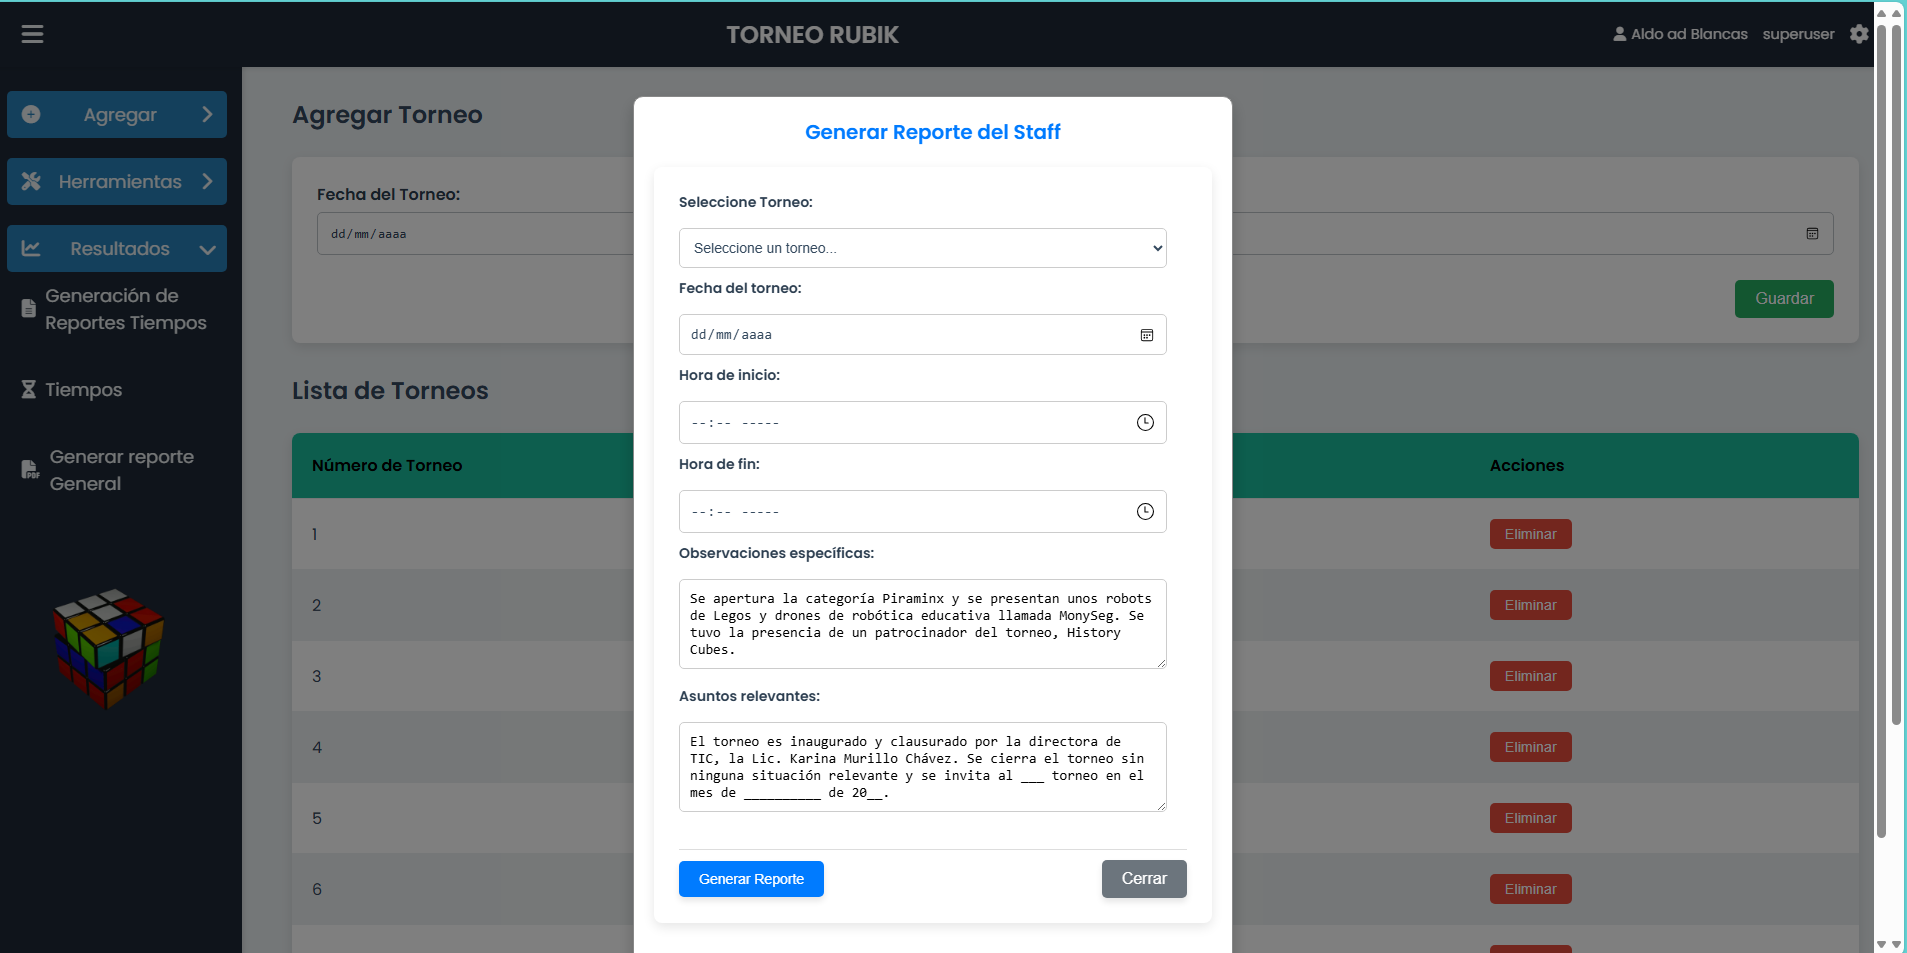 TORNEO RUBIK
Aldo ad Blancas superuser
Agregar
Herramientas
Resultados
Generación de
Reportes Tiempos
Tiempos
Generar reporte
General
Agregar Torneo
Fecha del Torneo:
dd/mm/aaaa
Guardar
Lista de Torneos
Número de Torneo
Acciones
1
Eliminar
2
Eliminar
3
Eliminar
4
Eliminar
5
Eliminar
6
Eliminar
Generar Reporte del Staff
Seleccione Torneo:
Seleccione un torneo...
Fecha del torneo:
dd/mm/aaaa
Hora de inicio:
--:-- -----
Hora de fin:
--:-- -----
Observaciones específicas:
Se apertura la categoría Piraminx y se presentan unos robots
de Legos y drones de robótica educativa llamada MonySeg. Se
tuvo la presencia de un patrocinador del torneo, History
Cubes.
Asuntos relevantes:
El torneo es inaugurado y clausurado por la directora de
TIC, la Lic. Karina Murillo Chávez. Se cierra el torneo sin
ninguna situación relevante y se invita al ___ torneo en el
mes de __________ de 20__.
Generar Reporte
Cerrar